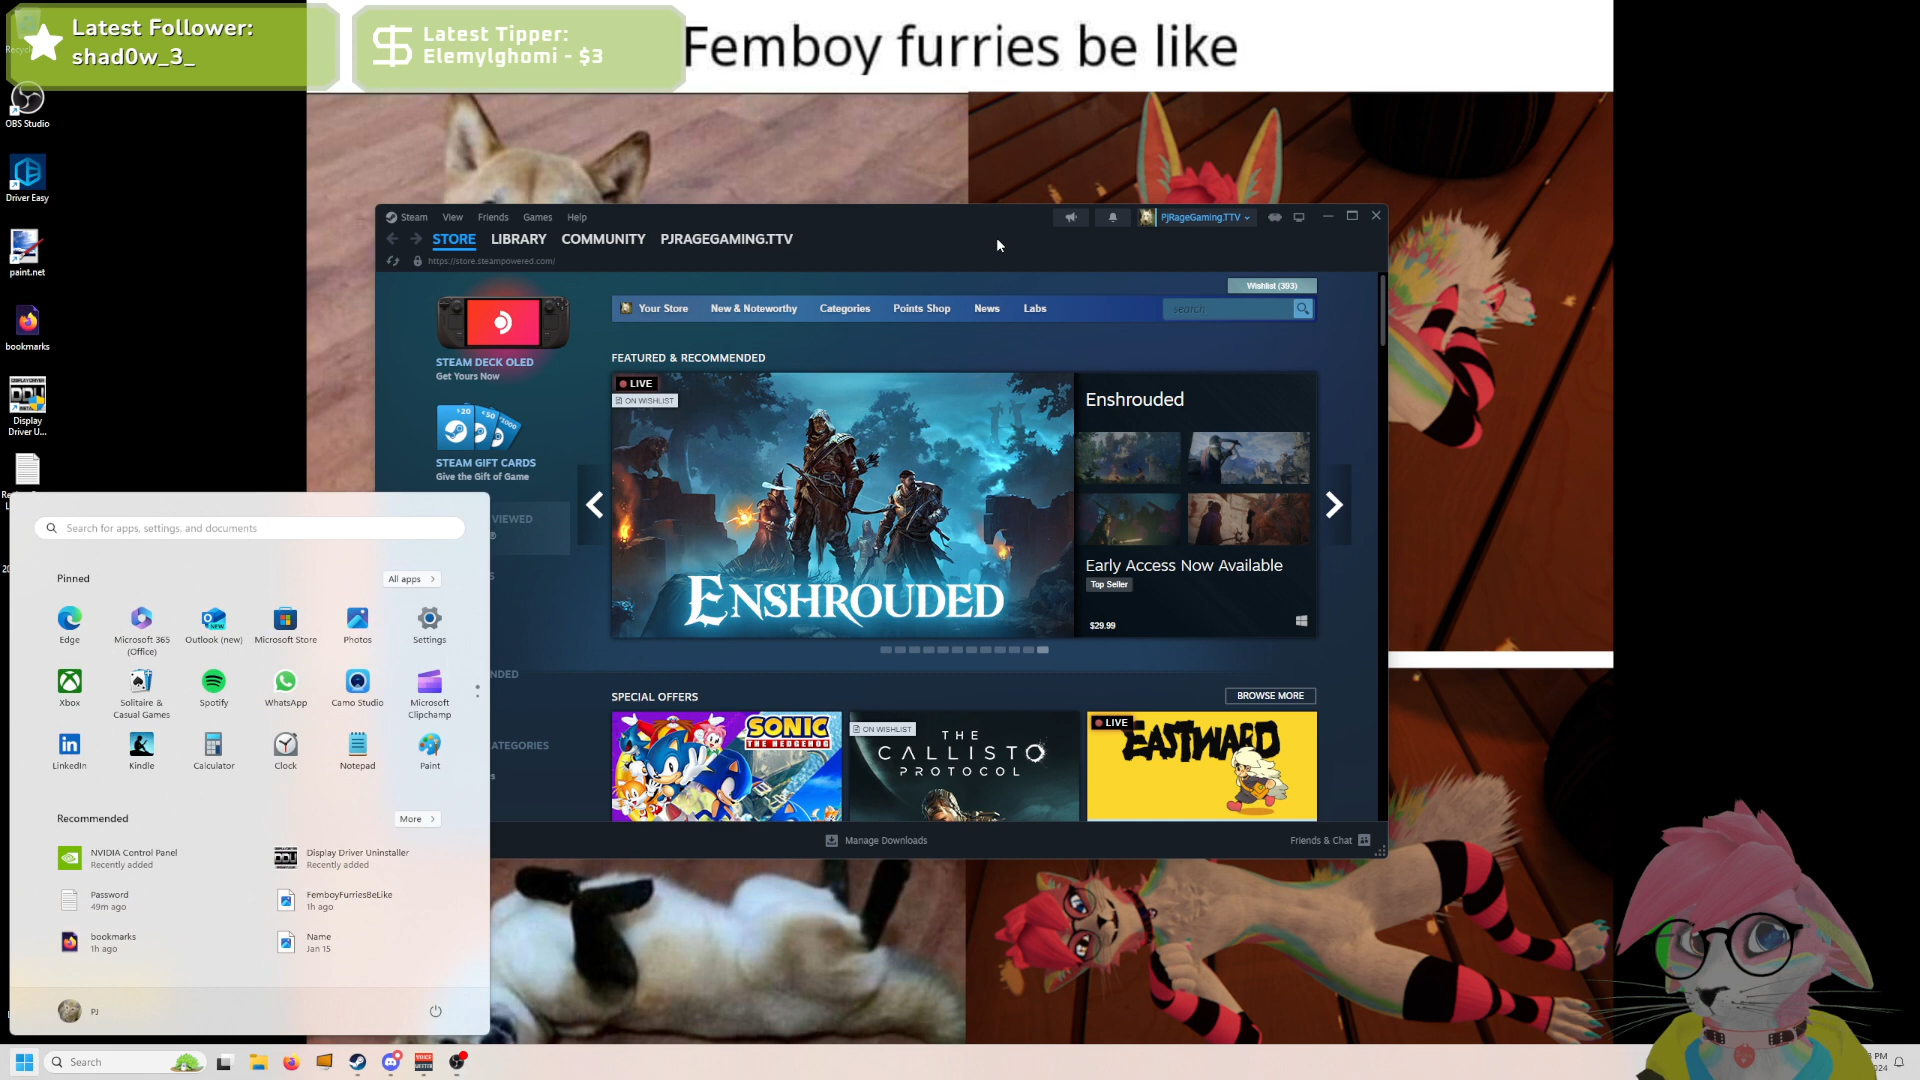 Latest Follower:
shad0w_3_
Latest Tipper:
Elemylghomi - $3
Femboy furries be like
OBS Studio
Driver Easy
paint.net
bookmarks
Display
Driver U...
Steam
View
Friends
Games
Help
PjRageGaming.TTV
STORE
LIBRARY
COMMUNITY
PJRAGEGAMING.TTV
https://store.steampowered.com/
Wishlist (393)
Your Store
New & Noteworthy
Categories
Points Shop
News
Labs
search
STEAM DECK OLED
Get Yours Now
STEAM GIFT CARDS
Give the Gift of Game
VIEWED
FEATURED & RECOMMENDED
LIVE
ON WISHLIST
ENSHROUDED
Enshrouded
Early Access Now Available
Top Seller
$29.99
SPECIAL OFFERS
BROWSE MORE
SONIC
THE HEDGEHOG
ON WISHLIST
THE
CALLISTO
PROTOCOL
LIVE
EASTWARD
Manage Downloads
Friends & Chat
Search for apps, settings, and documents
Pinned
All apps
Edge
Microsoft 365
(Office)
Outlook (new)
Microsoft Store
Photos
Settings
Xbox
Solitaire &
Casual Games
Spotify
WhatsApp
Camo Studio
Microsoft
Clipchamp
LinkedIn
Kindle
Calculator
Clock
Notepad
Paint
Recommended
More
NVIDIA Control Panel
Recently added
Display Driver Uninstaller
Recently added
Password
49m ago
FemboyFurriesBeLike
1h ago
bookmarks
1h ago
Name
Jan 15
PJ
Search
PM